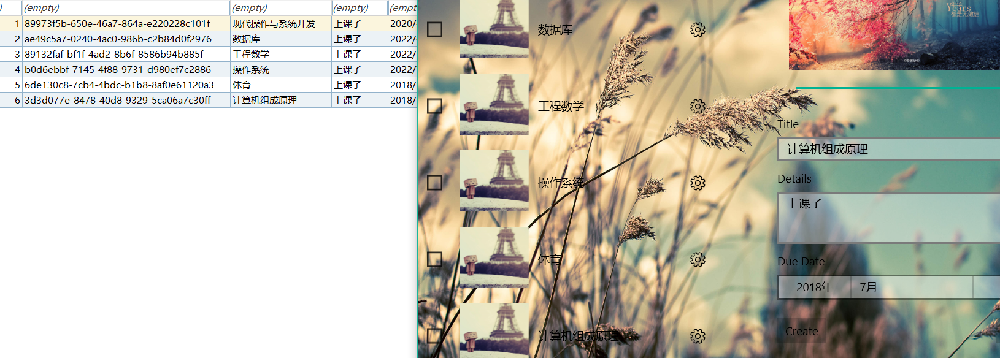 (empty) (empty) (empty) (empt
1 89973f5b-650e-46a7-864a-e220228c101f 现代操作与系统开发 上课了 2020/
2 ae49c5a7-0240-4ac0-986b-c2b84d0f2976 数据库 上课了 2022/
3 89132faf-bf1f-4ad2-8b6f-8586b94b885f 工程数学 上课了 2022/
4 b0d6ebbf-7145-4f88-9731-d980ef7c2886 操作系统 上课了 2022/
5 6de130c8-7cb4-4bdc-b1b8-8af0e61120a3 体育 上课了 2018/
6 3d3d077e-8478-40d8-9329-5ca06a7c30ff 计算机组成原理 上课了 2018/
数据库
工程数学
操作系统
体育
计算机组成原理
Years
都是无效信
Title
计算机组成原理
Details
上课了
Due Date
2018年 7月
Create